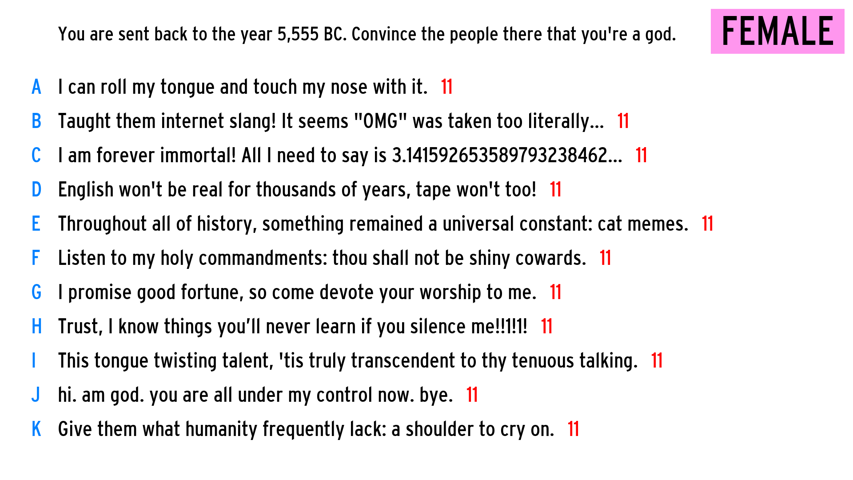 You are sent back to the year 5,555 BC. Convince the people there that you're a god.
FEMALE
A I can roll my tongue and touch my nose with it. 11
B Taught them internet slang! It seems "OMG" was taken too literally... 11
C I am forever immortal! All I need to say is 3.141592653589793238462... 11
D English won't be real for thousands of years, tape won't too! 11
E Throughout all of history, something remained a universal constant: cat memes. 11
F Listen to my holy commandments: thou shall not be shiny cowards. 11
G I promise good fortune, so come devote your worship to me. 11
H Trust, I know things you’ll never learn if you silence me!!1!1! 11
I This tongue twisting talent, 'tis truly transcendent to thy tenuous talking. 11
J hi. am god. you are all under my control now. bye. 11
K Give them what humanity frequently lack: a shoulder to cry on. 11